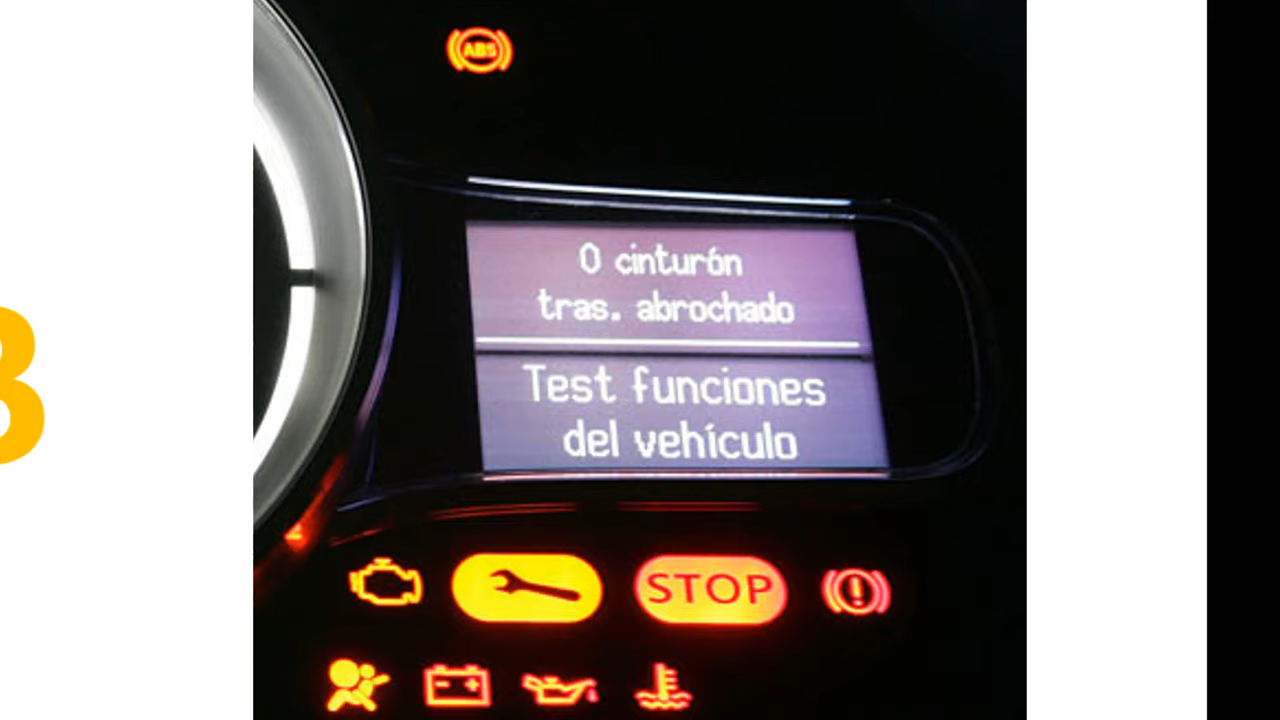 ABS
0 cinturón
tras. abrochado
Test funciones
del vehículo
STOP